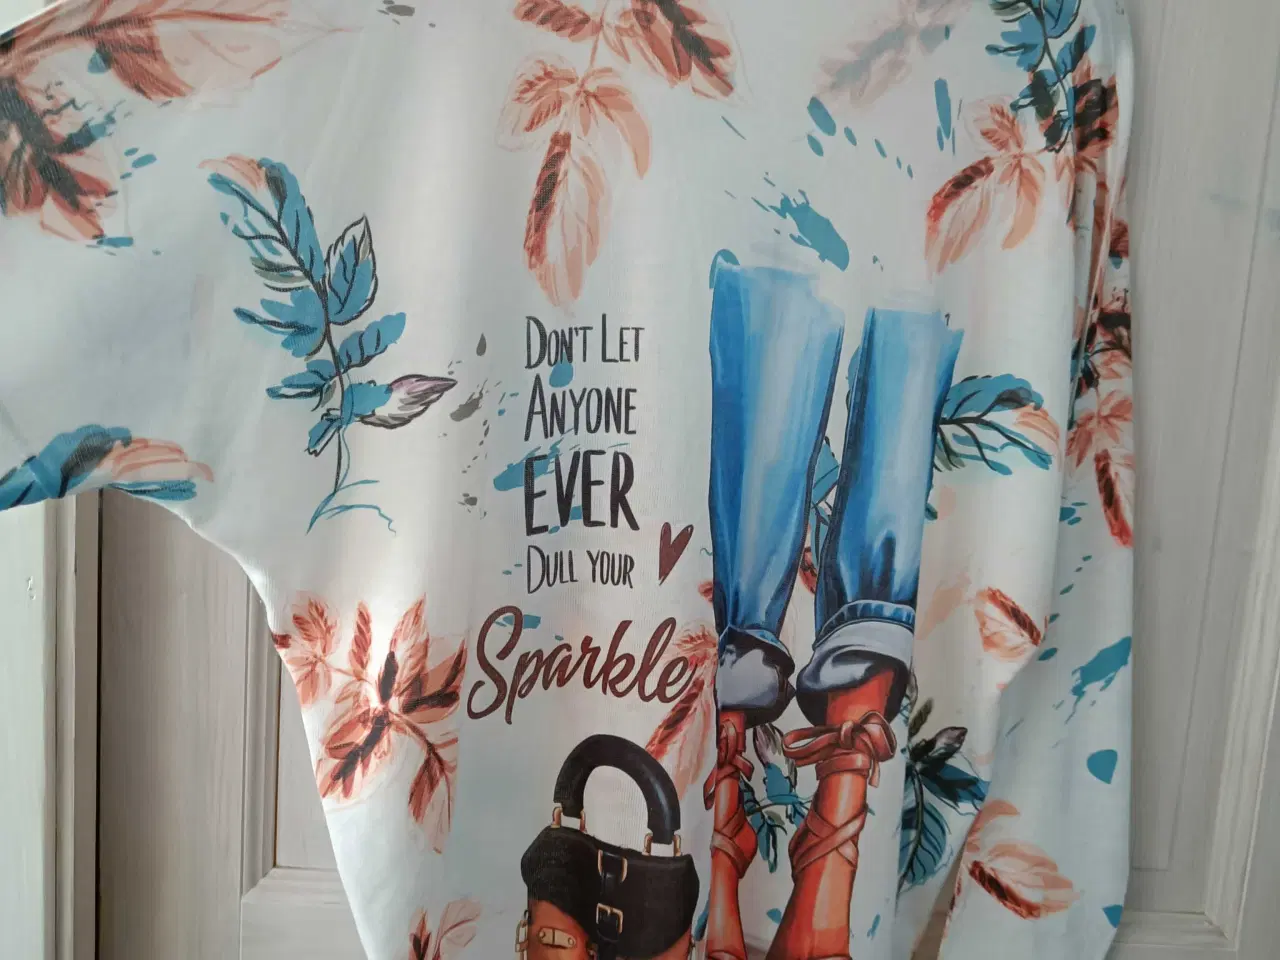 DON'T LET
ANYONE
EVER
DULL YOUR
Sparkle